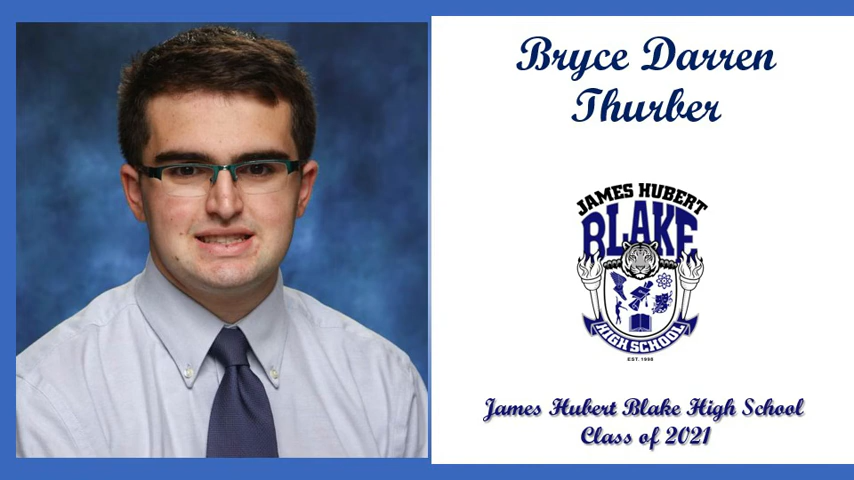 Bryce Darren
Thurber
JAMES HUBERT
BLAKE
HIGH SCHOOL
EST. 1998
James Hubert Blake High School
Class of 2021